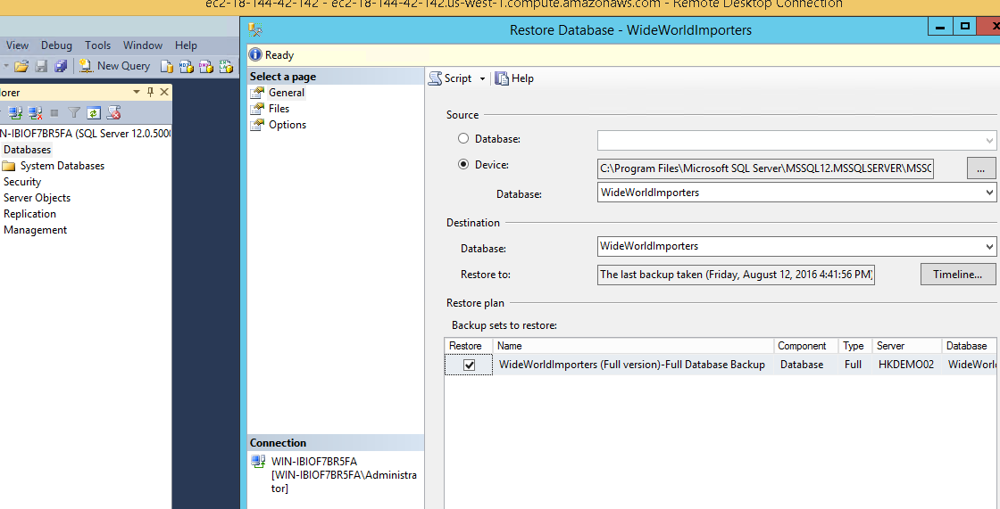 ec2-18-144-42-142 - ec2-18-144-42-142.us-west-1.compute.amazonaws.com - Remote Desktop Connection
Restore Database - WideWorldImporters
View Debug Tools Window Help
New Query
Ready
Select a page
General
Files
Options
Script Help
orer
N-IBIOF7BR5FA (SQL Server 12.0.5000
Databases
System Databases
Security
Server Objects
Replication
Management
Source
Database:
Device: C:\Program Files\Microsoft SQL Server\MSSQL12.MSSQLSERVER\MSSQ ...
Database: WideWorldImporters
Destination
Database: WideWorldImporters
Restore to: The last backup taken (Friday, August 12, 2016 4:41:56 PM) Timeline...
Restore plan
Backup sets to restore:
Restore Name Component Type Server Database
WideWorldImporters (Full version)-Full Database Backup Database Full HKDEMO02 WideWorld
Connection
WIN-IBIOF7BR5FA
[WIN-IBIOF7BR5FA\Administra
tor]